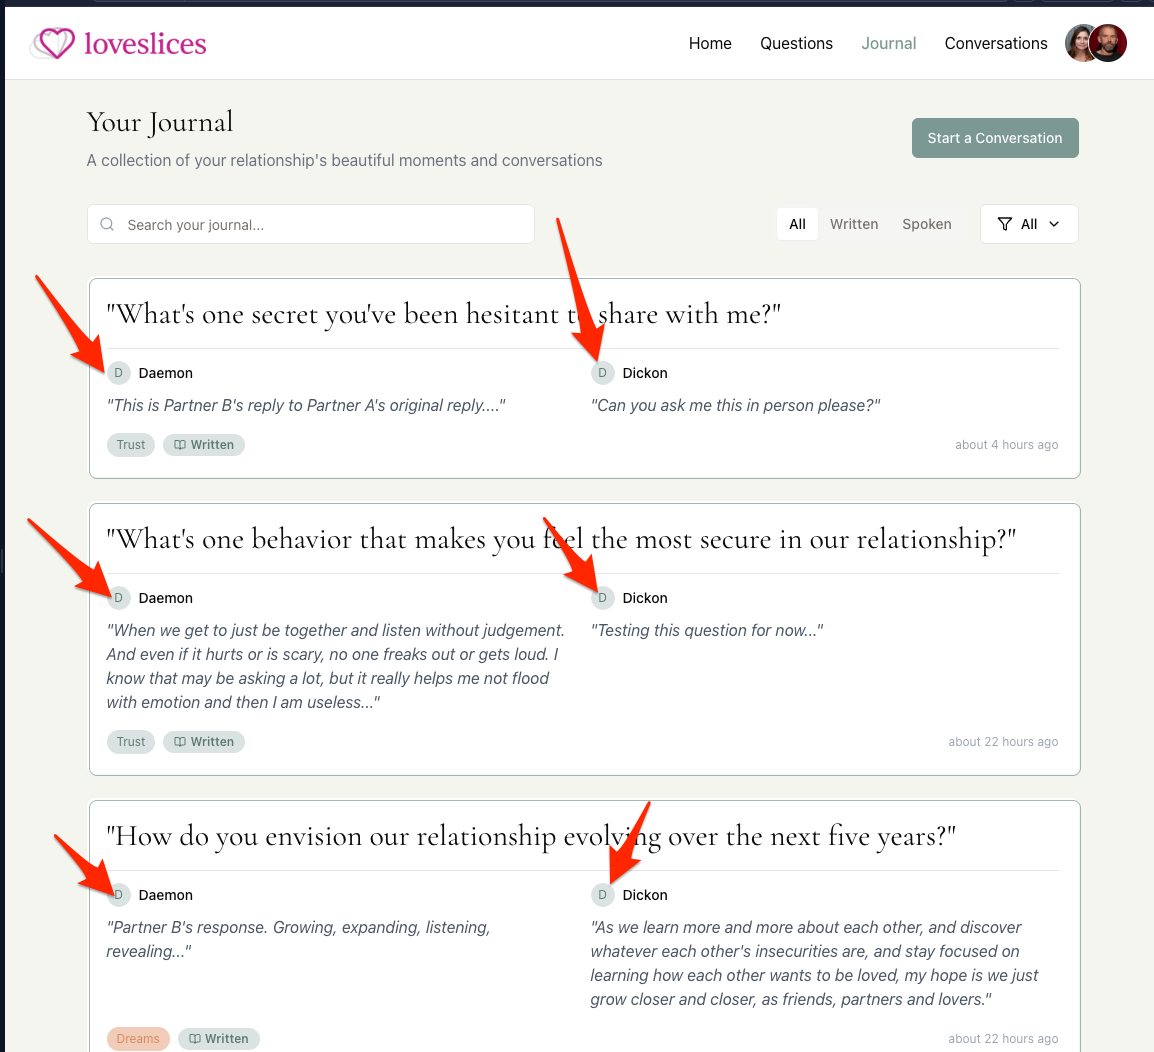 loveslices
Home Questions Journal Conversations
Your Journal
A collection of your relationship's beautiful moments and conversations
Start a Conversation
Search your journal...
All Written Spoken All
"What's one secret you've been hesitant to share with me?"
D Daemon
"This is Partner B's reply to Partner A's original reply...."
D Dickon
"Can you ask me this in person please?"
Trust Written
about 4 hours ago
"What's one behavior that makes you feel the most secure in our relationship?"
D Daemon
"When we get to just be together and listen without judgement.
And even if it hurts or is scary, no one freaks out or gets loud. I
know that may be asking a lot, but it really helps me not flood
with emotion and then I am useless..."
D Dickon
"Testing this question for now..."
Trust Written
about 22 hours ago
"How do you envision our relationship evolving over the next five years?"
D Daemon
"Partner B's response. Growing, expanding, listening,
revealing..."
D Dickon
"As we learn more and more about each other, and discover
whatever each other's insecurities are, and stay focused on
learning how each other wants to be loved, my hope is we just
grow closer and closer, as friends, partners and lovers."
Dreams Written
about 22 hours ago